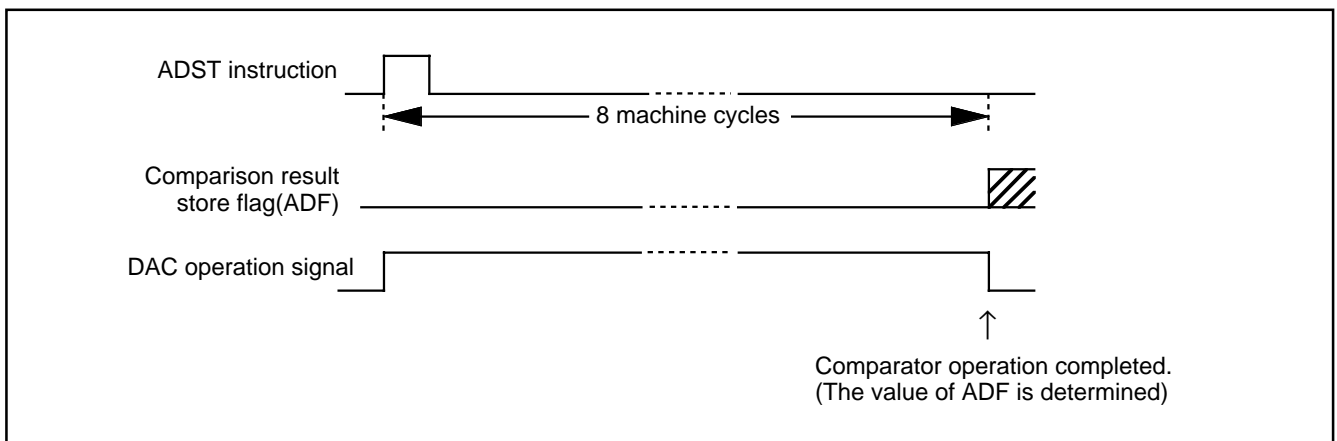 ADST instruction
8 machine cycles
Comparison result
store flag(ADF)
DAC operation signal
Comparator operation completed.
(The value of ADF is determined)